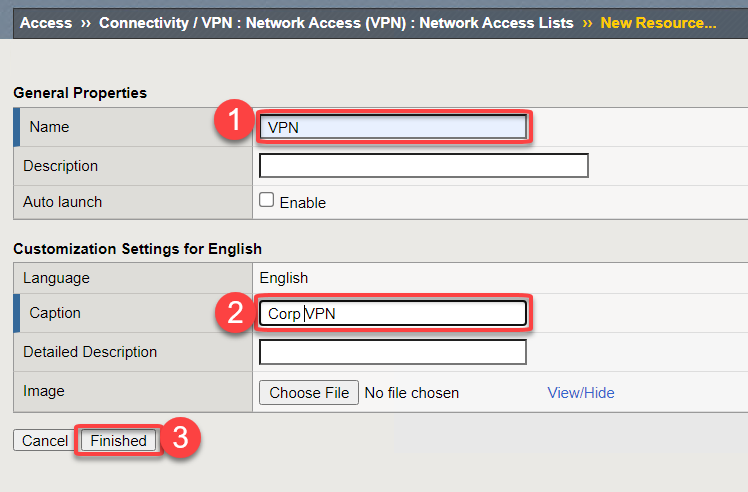 Access ›› Connectivity / VPN : Network Access (VPN) : Network Access Lists ›› New Resource...
General Properties
Name 1 VPN
Description
Auto launch Enable
Customization Settings for English
Language English
Caption 2 Corp VPN
Detailed Description
Image Choose File No file chosen View/Hide
Cancel Finished 3